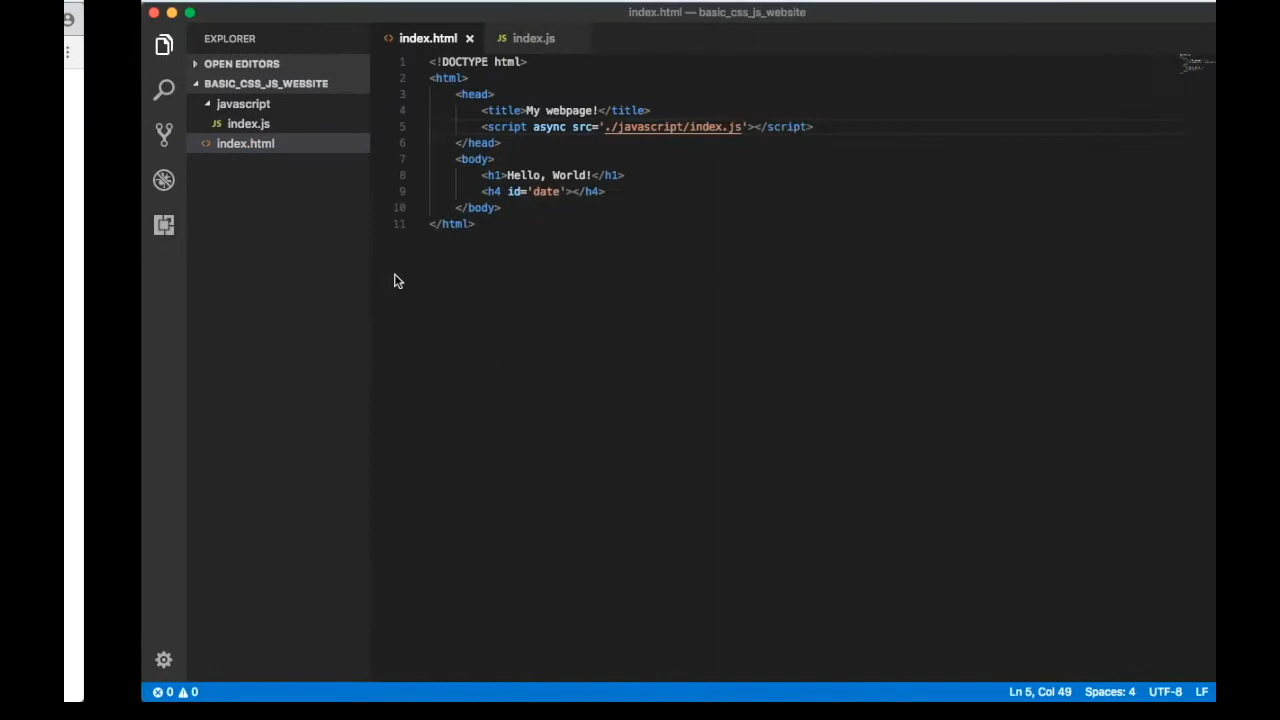 index.html — basic_css_js_website
EXPLORER
OPEN EDITORS
BASIC_CSS_JS_WEBSITE
javascript
JS index.js
<> index.html
<> index.html ×
JS index.js
1 <!DOCTYPE html>
2 <html>
3 <head>
4 <title>My webpage!</title>
5 <script async src='./javascript/index.js'></script>
6 </head>
7 <body>
8 <h1>Hello, World!</h1>
9 <h4 id='date'></h4>
10 </body>
11 </html>
0 0
Ln 5, Col 49 Spaces: 4 UTF-8 LF